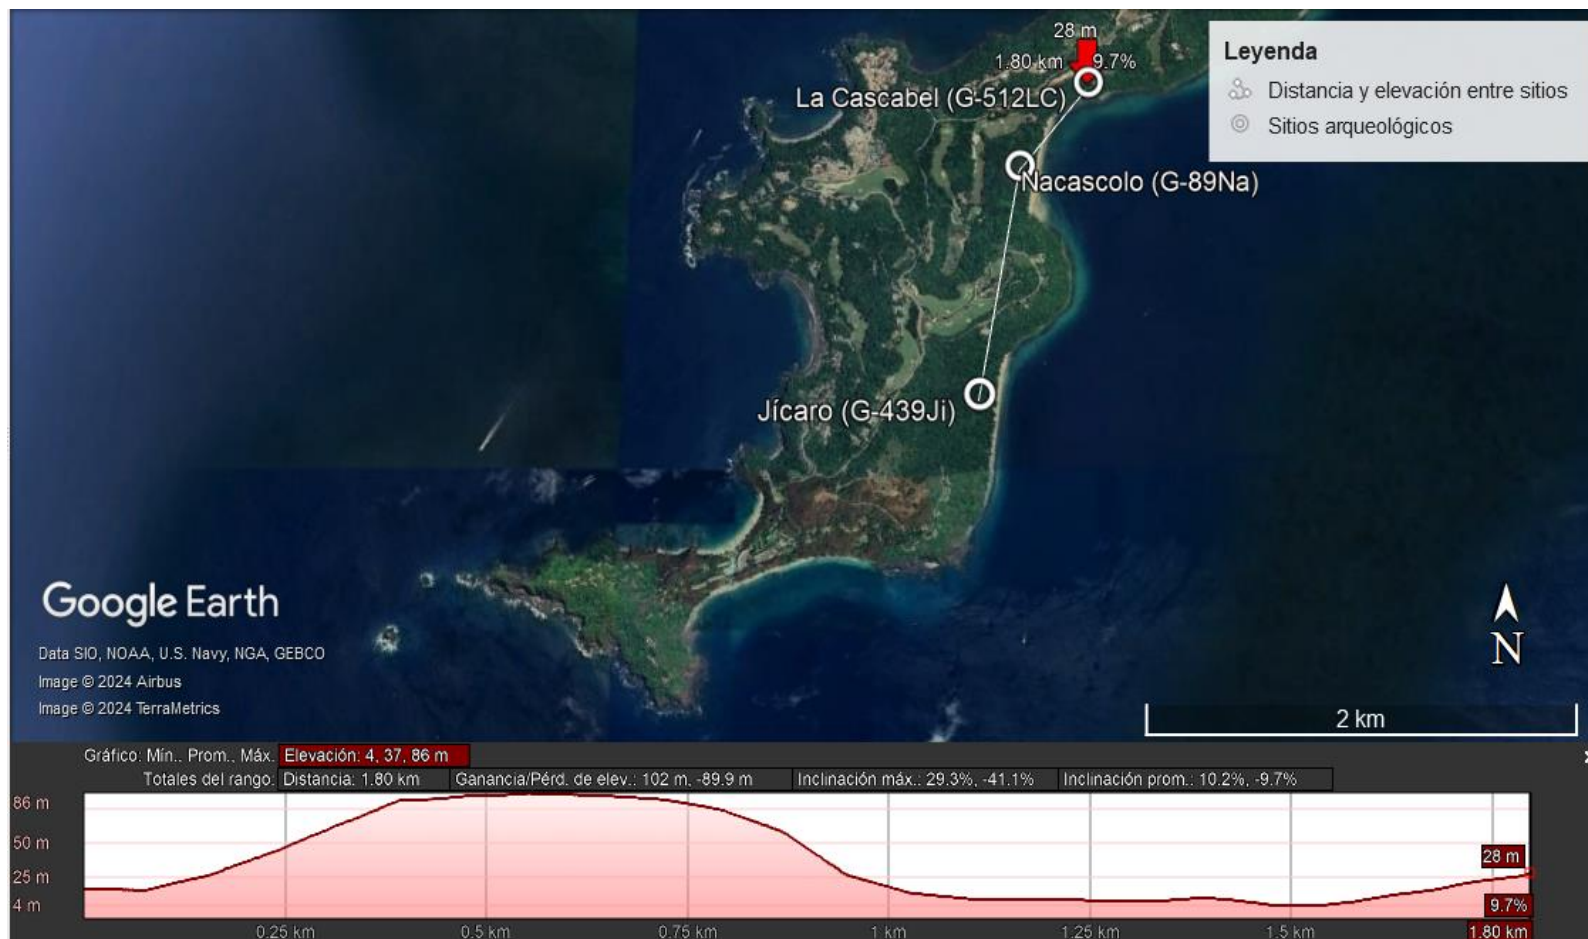 28 m
1.80 km 9.7%
La Cascabel (G-512LC)
Nacascolo (G-89Na)
Jícaro (G-439Ji)
Leyenda
Distancia y elevación entre sitios
Sitios arqueológicos
Google Earth
Data SIO, NOAA, U.S. Navy, NGA, GEBCO
Image © 2024 Airbus
Image © 2024 TerraMetrics
N
2 km
Gráfico: Mín., Prom., Máx. Elevación: 4, 37, 86 m
Totales del rango: Distancia: 1.80 km Ganancia/Pérd. de elev.: 102 m, -89.9 m Inclinación máx.: 29.3%, -41.1% Inclinación prom.: 10.2%, -9.7%
86 m
50 m
25 m
4 m
28 m
9.7%
0.25 km 0.5 km 0.75 km 1 km 1.25 km 1.5 km 1.80 km